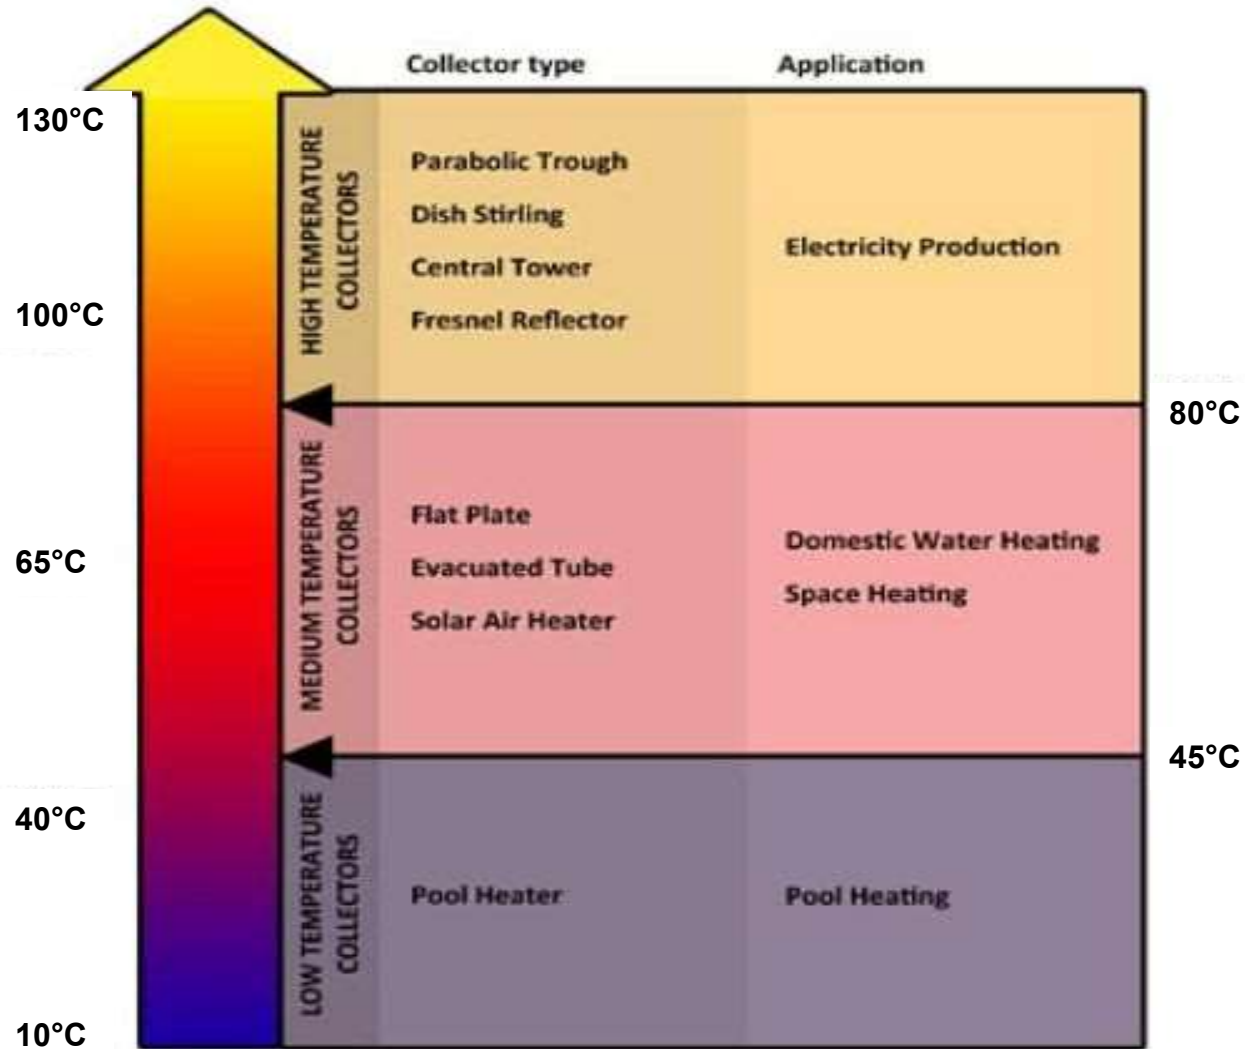 Collector type Application
130°C
HIGH TEMPERATURE
COLLECTORS
Parabolic Trough
Dish Stirling
Central Tower
Fresnel Reflector
Electricity Production
100°C
80°C
MEDIUM TEMPERATURE
COLLECTORS
Flat Plate
Evacuated Tube
Solar Air Heater
Domestic Water Heating
Space Heating
65°C
45°C
40°C
LOW TEMPERATURE
COLLECTORS
Pool Heater
Pool Heating
10°C